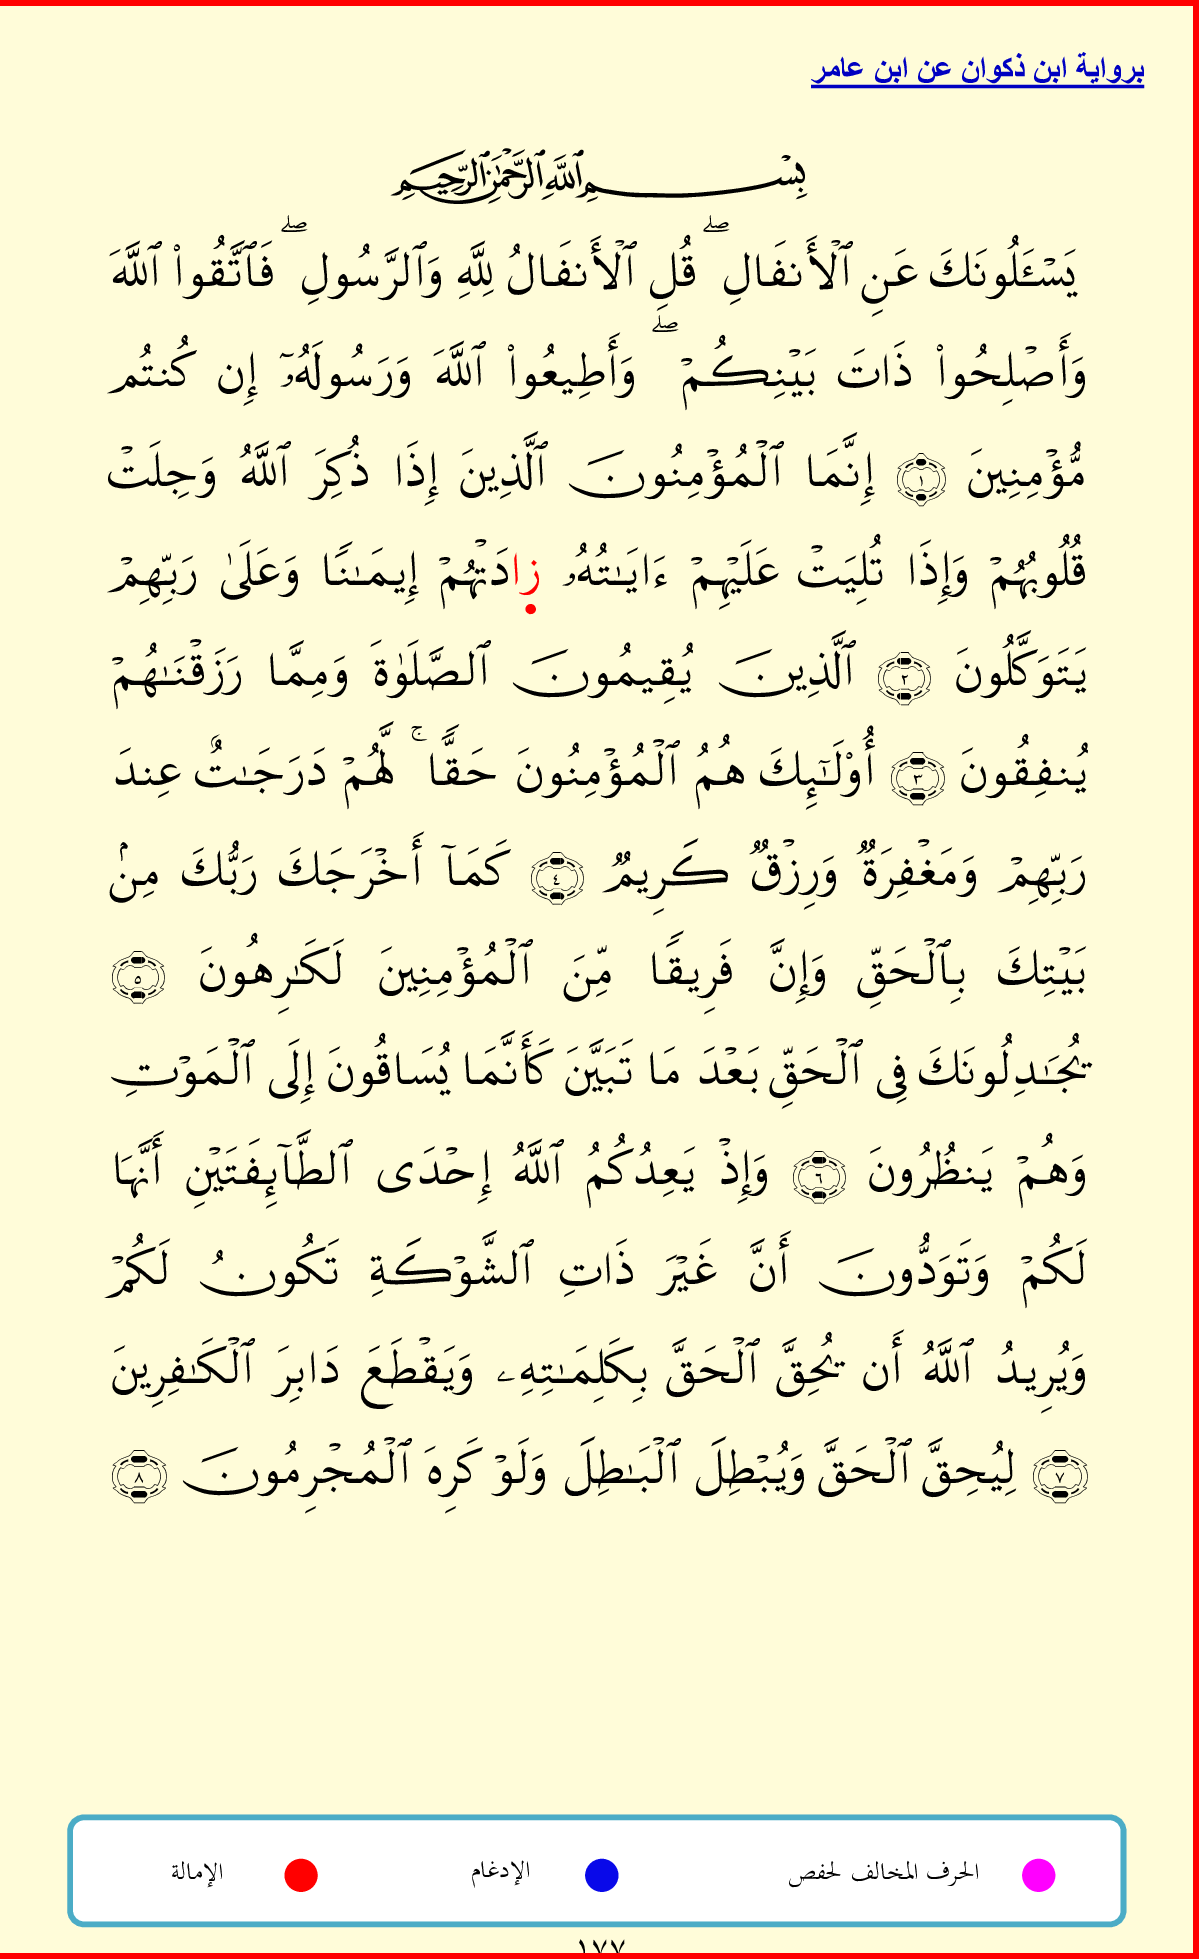 برواية ابن ذكوان عن ابن عامر
بِسْمِ ٱللَّهِ ٱلرَّحْمَٰنِ ٱلرَّحِيمِ
يَسْـَٔلُونَكَ عَنِ ٱلْأَنفَالِ ۖ قُلِ ٱلْأَنفَالُ لِلَّهِ وَٱلرَّسُولِ ۖ فَٱتَّقُوا۟ ٱللَّهَ
وَأَصْلِحُوا۟ ذَاتَ بَيْنِكُمْ ۖ وَأَطِيعُوا۟ ٱللَّهَ وَرَسُولَهُۥٓ إِن كُنتُم
مُّؤْمِنِينَ ١ إِنَّمَا ٱلْمُؤْمِنُونَ ٱلَّذِينَ إِذَا ذُكِرَ ٱللَّهُ وَجِلَتْ
قُلُوبُهُمْ وَإِذَا تُلِيَتْ عَلَيْهِمْ ءَايَـٰتُهُۥ زَادَتْهُمْ إِيمَـٰنًا وَعَلَىٰ رَبِّهِمْ
يَتَوَكَّلُونَ ٢ ٱلَّذِينَ يُقِيمُونَ ٱلصَّلَوٰةَ وَمِمَّا رَزَقْنَـٰهُمْ
يُنفِقُونَ ٣ أُو۟لَـٰٓئِكَ هُمُ ٱلْمُؤْمِنُونَ حَقًّا ۚ لَّهُمْ دَرَجَـٰتٌ عِندَ
رَبِّهِمْ وَمَغْفِرَةٌ وَرِزْقٌ كَرِيمٌ ٤ كَمَآ أَخْرَجَكَ رَبُّكَ مِنۢ
بَيْتِكَ بِٱلْحَقِّ وَإِنَّ فَرِيقًا مِّنَ ٱلْمُؤْمِنِينَ لَكَـٰرِهُونَ ٥
يُجَـٰدِلُونَكَ فِى ٱلْحَقِّ بَعْدَ مَا تَبَيَّنَ كَأَنَّمَا يُسَاقُونَ إِلَى ٱلْمَوْتِ
وَهُمْ يَنظُرُونَ ٦ وَإِذْ يَعِدُكُمُ ٱللَّهُ إِحْدَى ٱلطَّآئِفَتَيْنِ أَنَّهَا
لَكُمْ وَتَوَدُّونَ أَنَّ غَيْرَ ذَاتِ ٱلشَّوْكَةِ تَكُونُ لَكُمْ
وَيُرِيدُ ٱللَّهُ أَن يُحِقَّ ٱلْحَقَّ بِكَلِمَـٰتِهِۦ وَيَقْطَعَ دَابِرَ ٱلْكَـٰفِرِينَ
٧ لِيُحِقَّ ٱلْحَقَّ وَيُبْطِلَ ٱلْبَـٰطِلَ وَلَوْ كَرِهَ ٱلْمُجْرِمُونَ ٨
الحرف المخالف لحفص الإدغام الإمالة
١٧٧